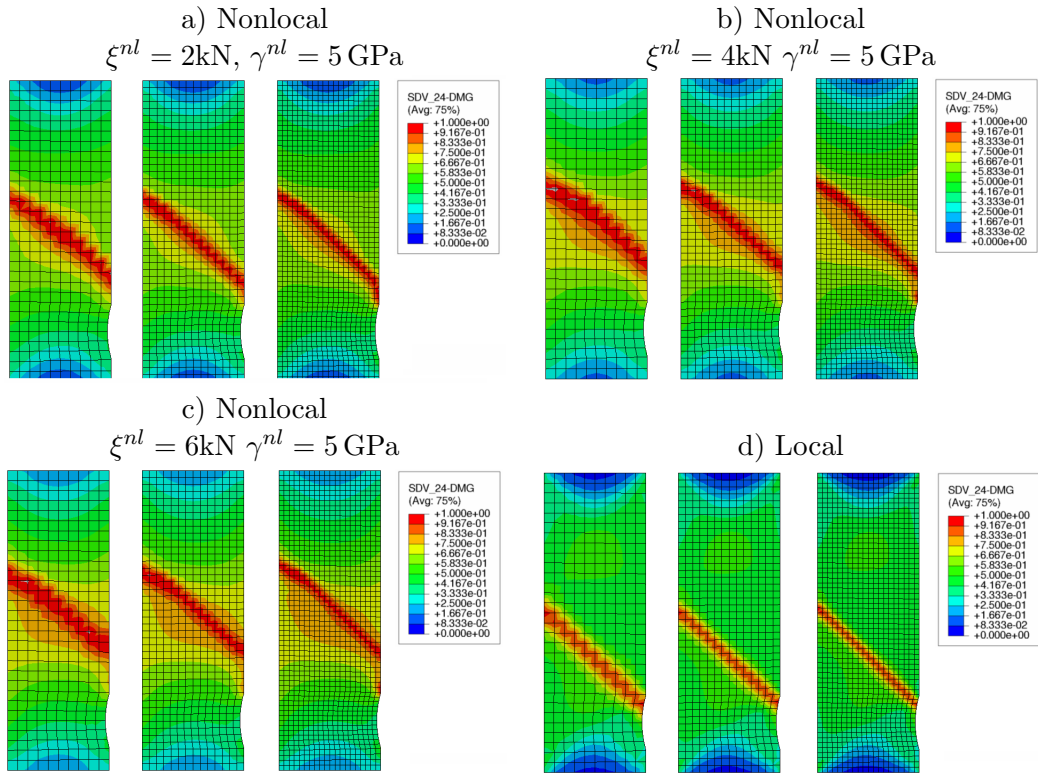 a) Nonlocal
ξ^{nl} = 2kN, γ^{nl} = 5 GPa
SDV_24-DMG
(Avg: 75%)
+1.000e+00
+9.167e-01
+8.333e-01
+7.500e-01
+6.667e-01
+5.833e-01
+5.000e-01
+4.167e-01
+3.333e-01
+2.500e-01
+1.667e-01
+8.333e-02
+0.000e+00
b) Nonlocal
ξ^{nl} = 4kN γ^{nl} = 5 GPa
SDV_24-DMG
(Avg: 75%)
+1.000e+00
+9.167e-01
+8.333e-01
+7.500e-01
+6.667e-01
+5.833e-01
+5.000e-01
+4.167e-01
+3.333e-01
+2.500e-01
+1.667e-01
+8.333e-02
+0.000e+00
c) Nonlocal
ξ^{nl} = 6kN γ^{nl} = 5 GPa
SDV_24-DMG
(Avg: 75%)
+1.000e+00
+9.167e-01
+8.333e-01
+7.500e-01
+6.667e-01
+5.833e-01
+5.000e-01
+4.167e-01
+3.333e-01
+2.500e-01
+1.667e-01
+8.333e-02
+0.000e+00
d) Local
SDV_24-DMG
(Avg: 75%)
+1.000e+00
+9.167e-01
+8.333e-01
+7.500e-01
+6.667e-01
+5.833e-01
+5.000e-01
+4.167e-01
+3.333e-01
+2.500e-01
+1.667e-01
+8.333e-02
+0.000e+00